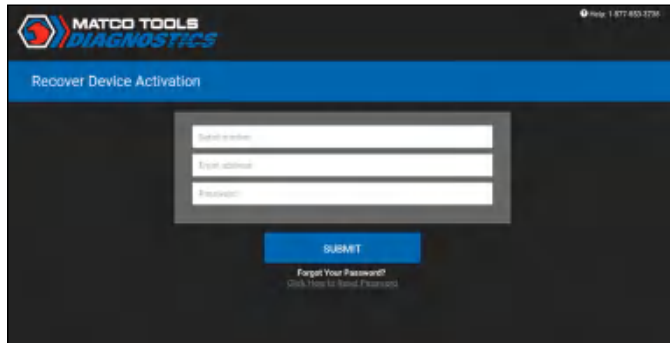 MATCO TOOLS
DIAGNOSTICS
Help: 1-877-653-3736
Recover Device Activation
Serial number
Email address
Password
SUBMIT
Forgot Your Password?
Click Here to Reset Password